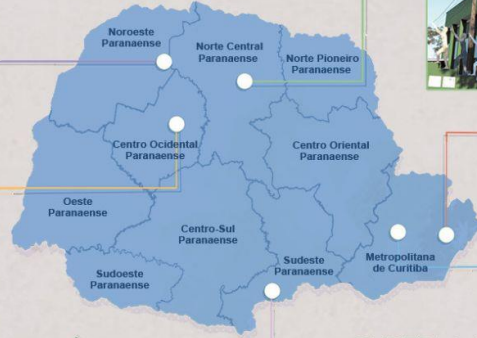 Noroeste
Paranaense
Norte Central
Paranaense
Norte Pioneiro
Paranaense
Centro Ocidental
Paranaense
Centro Oriental
Paranaense
Oeste
Paranaense
Centro-Sul
Paranaense
Sudeste
Paranaense
Metropolitana
de Curitiba
Sudoeste
Paranaense